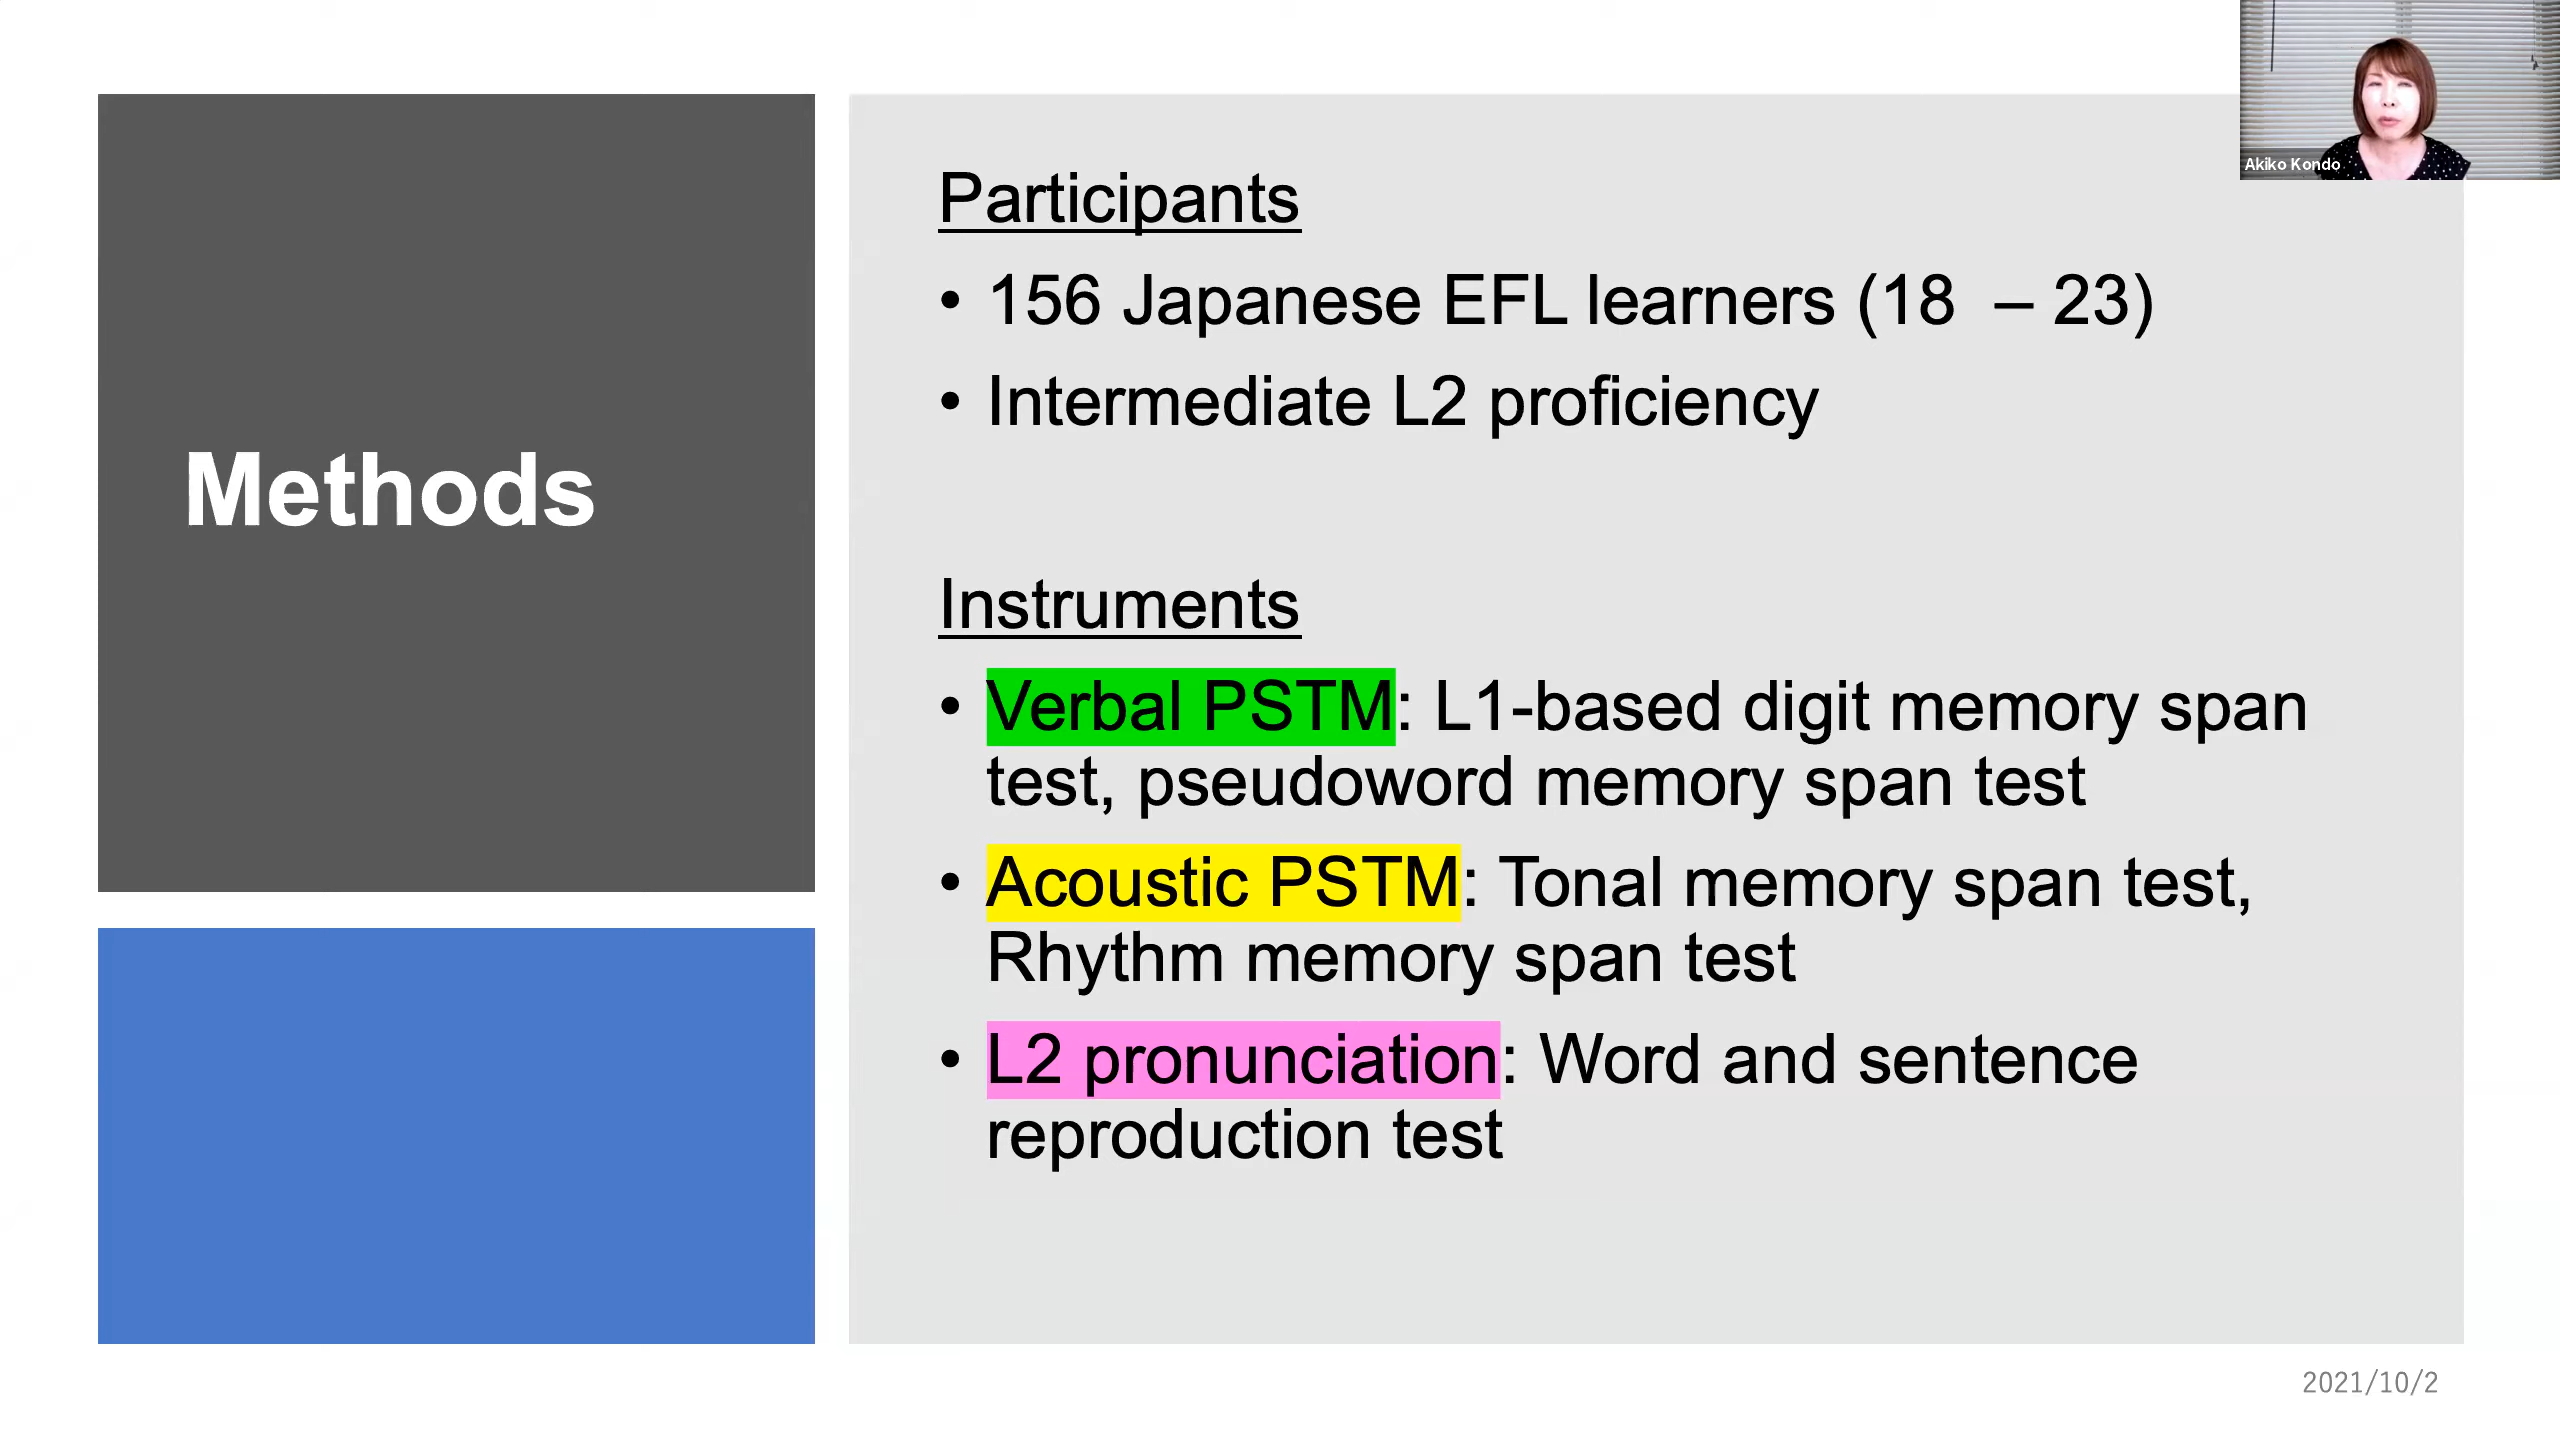 Akiko Kondo
Methods
Participants
• 156 Japanese EFL learners (18 – 23)
• Intermediate L2 proficiency
Instruments
• Verbal PSTM: L1-based digit memory span
test, pseudoword memory span test
• Acoustic PSTM: Tonal memory span test,
Rhythm memory span test
• L2 pronunciation: Word and sentence
reproduction test
2021/10/2